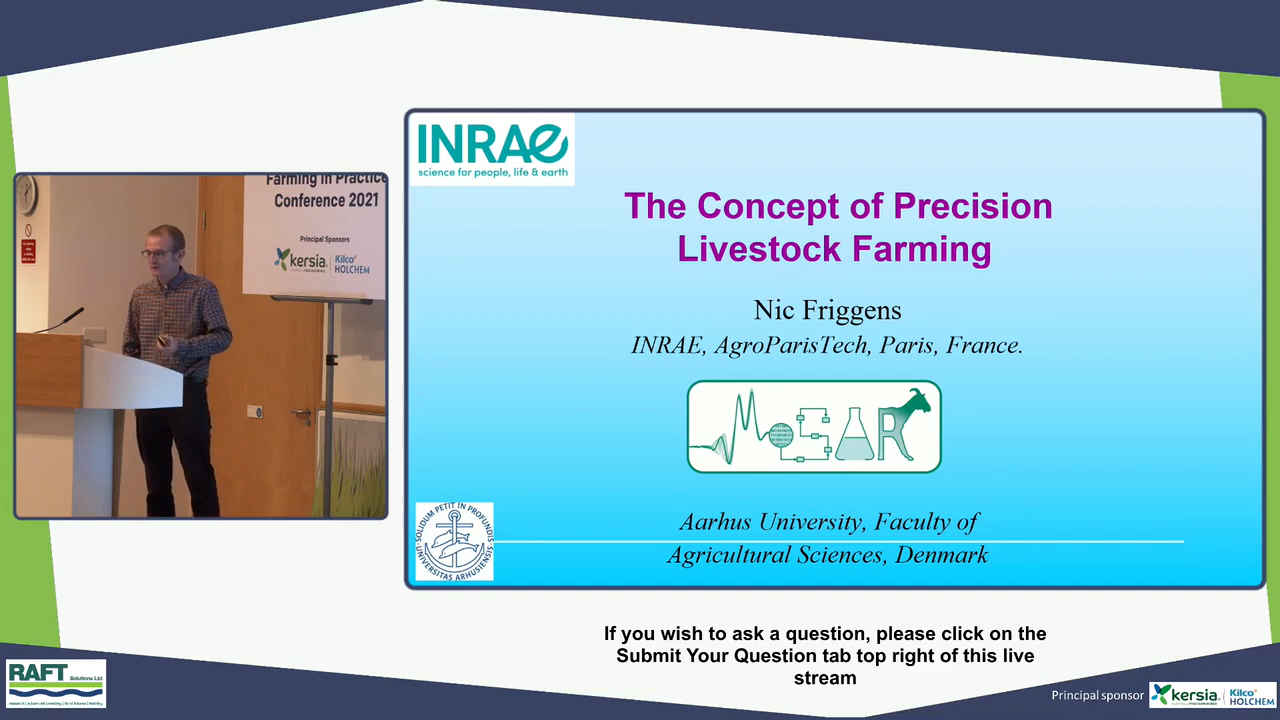 Farming in Practice
Conference 2021
Principal Sponsors
kersia
Kilco
HOLCHEM
INRAE
science for people, life & earth
The Concept of Precision
Livestock Farming
Nic Friggens
INRAE, AgroParisTech, Paris, France.
MoSAR
SOLIDUM PETIT IN PROFUNDIS
UNIVERSITAS ARHUSIENSIS
Aarhus University, Faculty of
Agricultural Sciences, Denmark
If you wish to ask a question, please click on the
Submit Your Question tab top right of this live
stream
RAFT
Solutions Ltd
Principal sponsor
kersia
Kilco
HOLCHEM